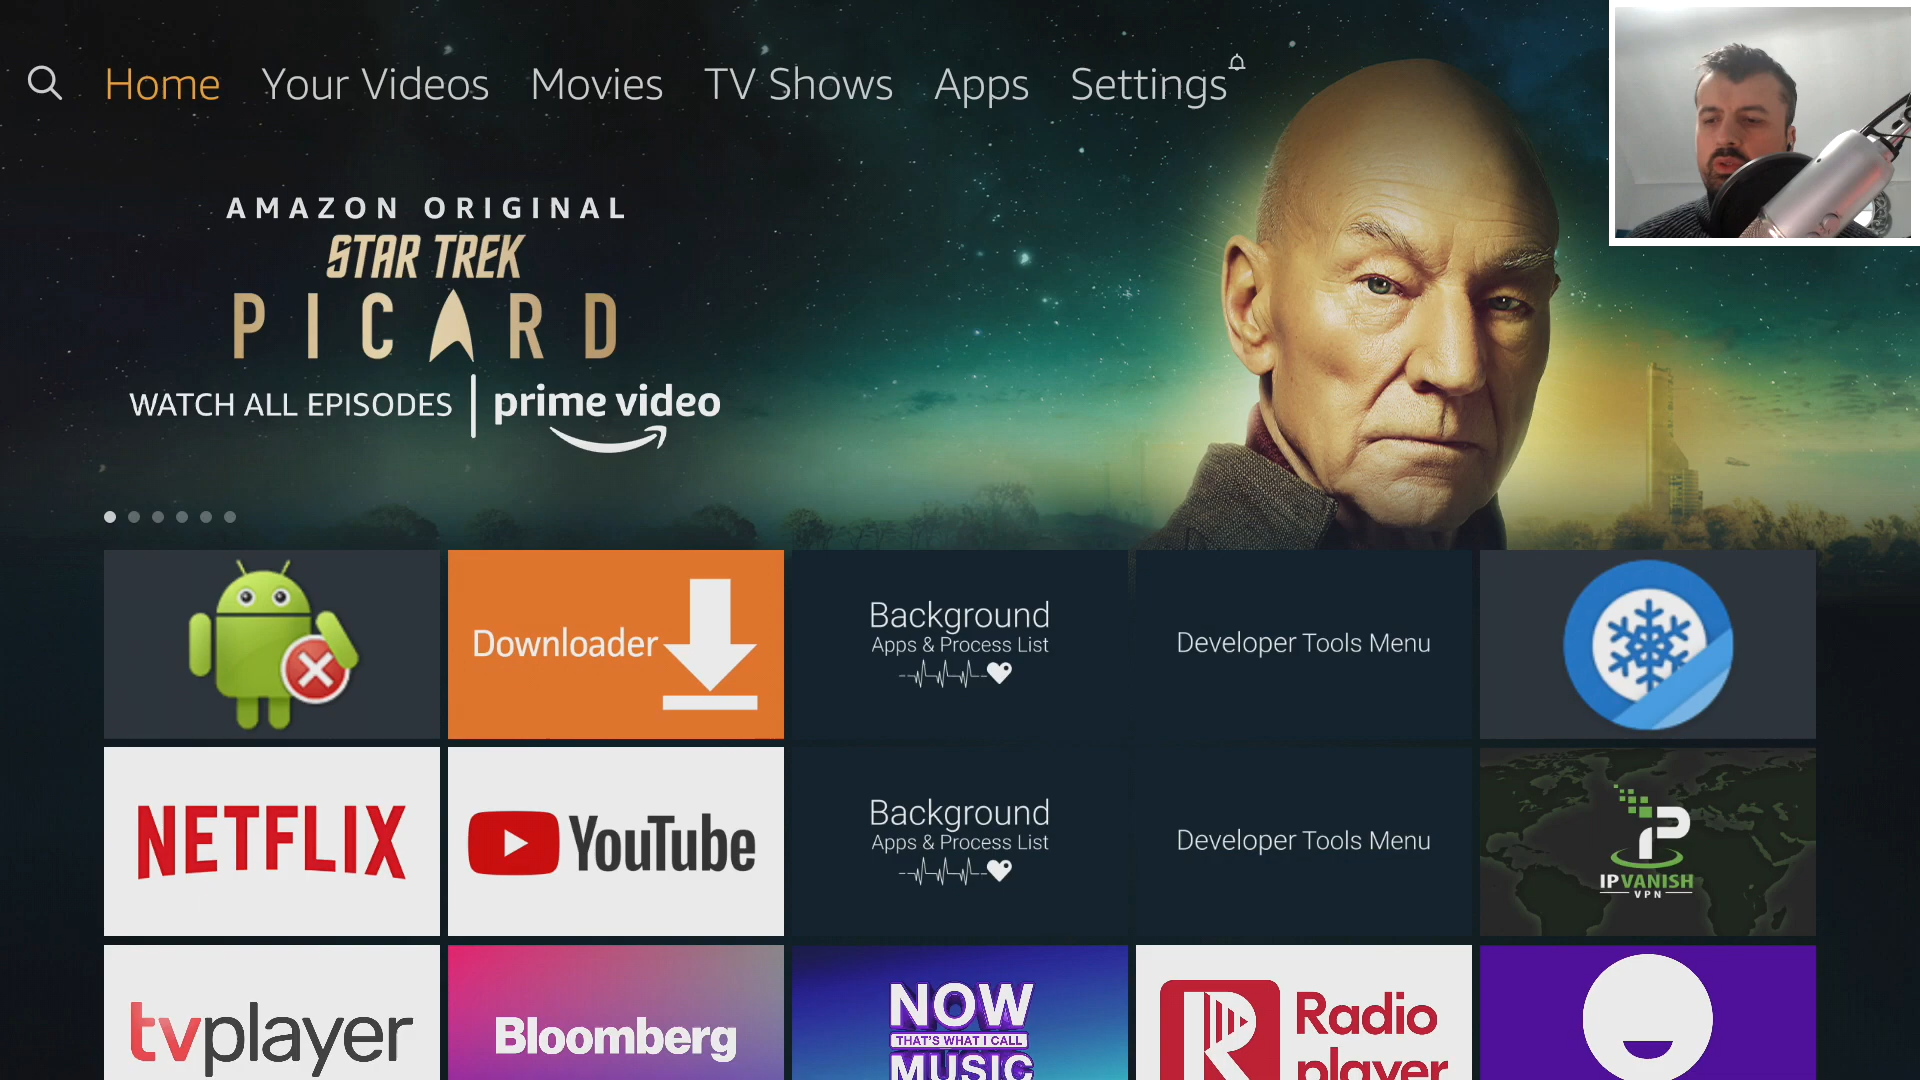 Home Your Videos Movies TV Shows Apps Settings
AMAZON ORIGINAL
STAR TREK
PICARD
WATCH ALL EPISODES | prime video
Downloader
Background
Apps & Process List
Developer Tools Menu
NETFLIX
YouTube
Background
Apps & Process List
Developer Tools Menu
IPVANISH
VPN
tvplayer
Bloomberg
NOW
THAT'S WHAT I CALL
MUSIC
Radio
player